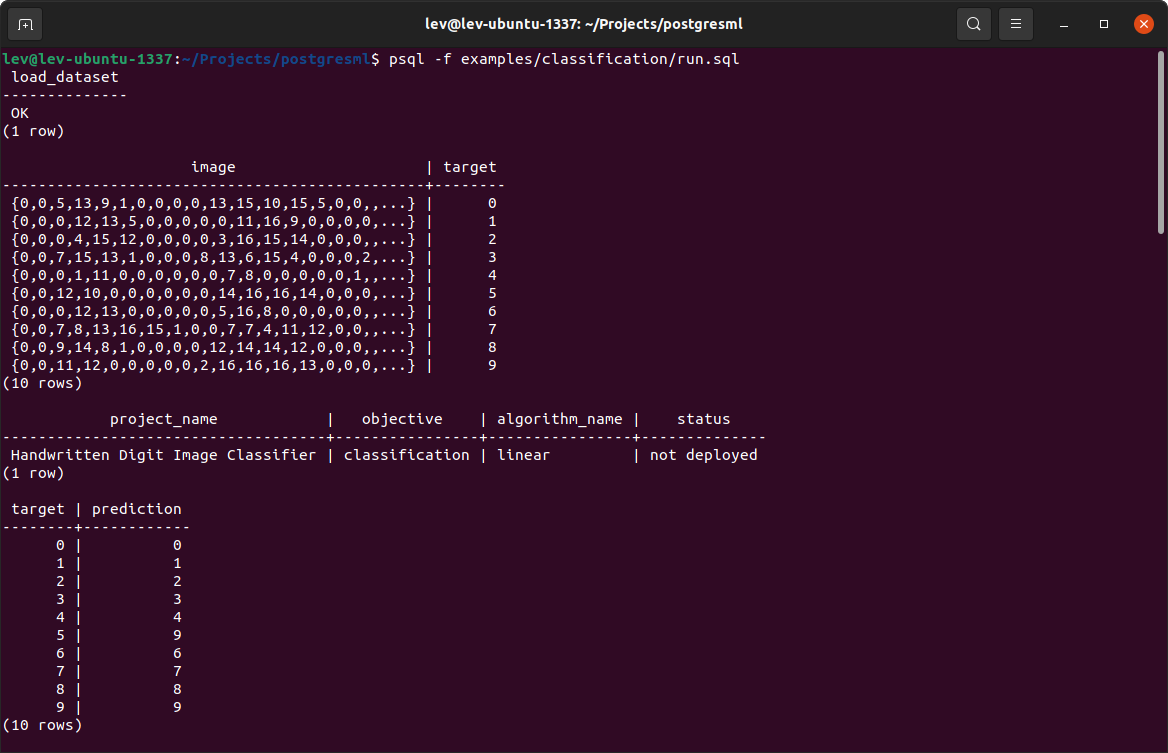 lev@lev-ubuntu-1337: ~/Projects/postgresml
lev@lev-ubuntu-1337:~/Projects/postgresml$ psql -f examples/classification/run.sql
 load_dataset
--------------
 OK
(1 row)

                    image                      | target
-----------------------------------------------+--------
 {0,0,5,13,9,1,0,0,0,0,13,15,10,15,5,0,0,,...} |      0
 {0,0,0,12,13,5,0,0,0,0,0,11,16,9,0,0,0,0,...} |      1
 {0,0,0,4,15,12,0,0,0,0,3,16,15,14,0,0,0,,...} |      2
 {0,0,7,15,13,1,0,0,0,8,13,6,15,4,0,0,0,2,...} |      3
 {0,0,0,1,11,0,0,0,0,0,0,7,8,0,0,0,0,0,1,,...} |      4
 {0,0,12,10,0,0,0,0,0,0,14,16,16,14,0,0,0,...} |      5
 {0,0,0,12,13,0,0,0,0,0,5,16,8,0,0,0,0,0,,...} |      6
 {0,0,7,8,13,16,15,1,0,0,7,7,4,11,12,0,0,,...} |      7
 {0,0,9,14,8,1,0,0,0,0,12,14,14,12,0,0,0,,...} |      8
 {0,0,11,12,0,0,0,0,0,2,16,16,16,13,0,0,0,...} |      9
(10 rows)

            project_name            |   objective    | algorithm_name |    status
------------------------------------+----------------+----------------+--------------
 Handwritten Digit Image Classifier | classification | linear         | not deployed
(1 row)

 target | prediction
--------+------------
      0 |          0
      1 |          1
      2 |          2
      3 |          3
      4 |          4
      5 |          9
      6 |          6
      7 |          7
      8 |          8
      9 |          9
(10 rows)